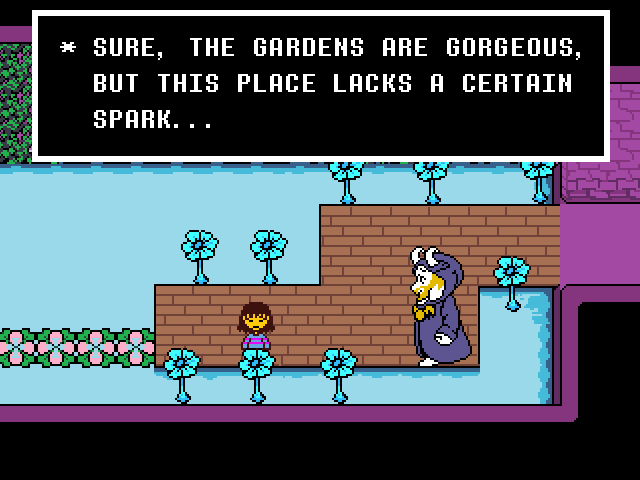 * SURE, THE GARDENS ARE GORGEOUS,
BUT THIS PLACE LACKS A CERTAIN
SPARK...